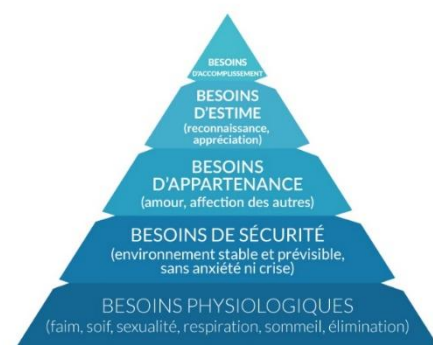 BESOINS
D'ACCOMPLISSEMENT
BESOINS
D'ESTIME
(reconnaissance,
appréciation)
BESOINS
D'APPARTENANCE
(amour, affection des autres)
BESOINS DE SÉCURITÉ
(environnement stable et prévisible,
sans anxiété ni crise)
BESOINS PHYSIOLOGIQUES
(faim, soif, sexualité, respiration, sommeil, élimination)